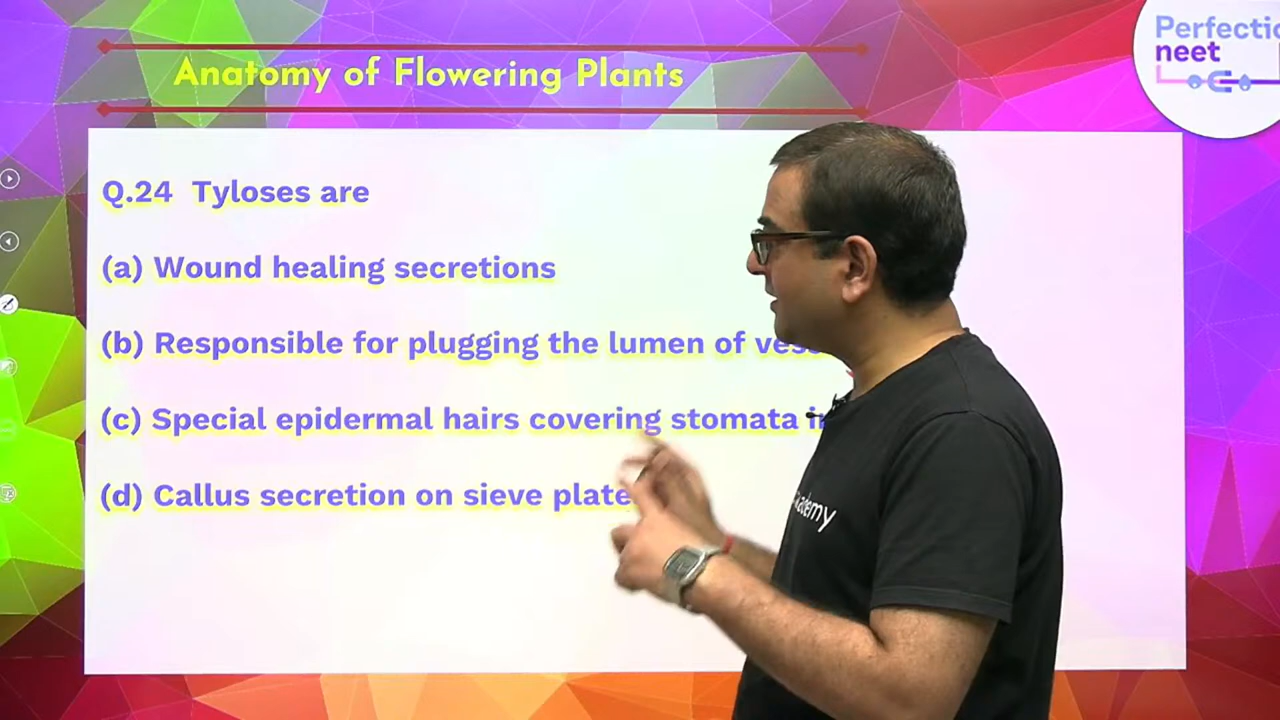 Anatomy of Flowering Plants
Perfectio
neet
Q.24 Tyloses are
(a) Wound healing secretions
(b) Responsible for plugging the lumen of
(c) Special epidermal hairs covering stomata
(d) Callus secretion on sieve plate
ademy